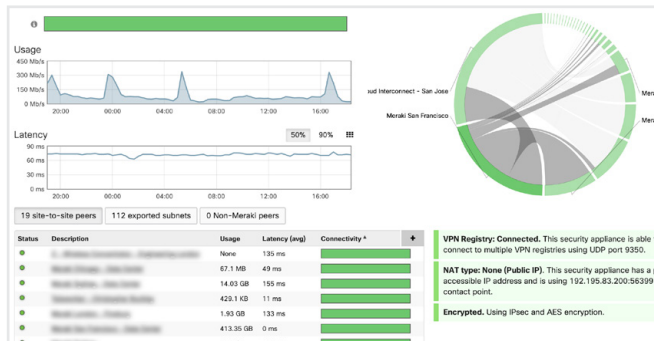 Usage
450 Mb/s
300 Mb/s
150 Mb/s
0 Mb/s
20:00 00:00 04:00 08:00 12:00 16:00
Latency
50% 90%
90 ms
60 ms
30 ms
0 ms
20:00 00:00 04:00 08:00 12:00 16:00
ud Interconnect - San Jose
Meraki San Francisco
Mer
Mera
19 site-to-site peers 112 exported subnets 0 Non-Meraki peers
Status Description Usage Latency (avg) Connectivity +
None 135 ms
67.1 MB 49 ms
14.03 GB 155 ms
429.1 KB 11 ms
1.93 GB 133 ms
413.35 GB 0 ms
VPN Registry: Connected. This security appliance is able
connect to multiple VPN registries using UDP port 9350.
NAT type: None (Public IP). This security appliance has a
accessible IP address and is using 192.195.83.200:56399
contact point.
Encrypted. Using IPsec and AES encryption.